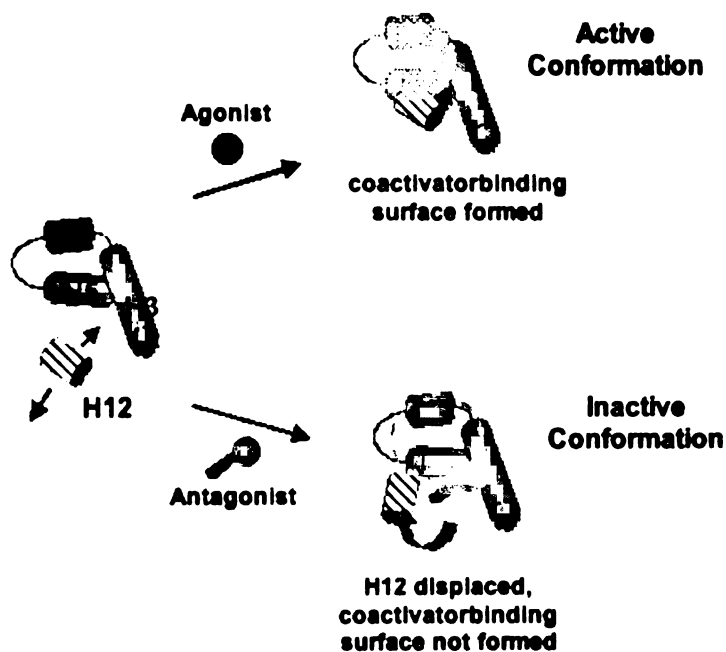 Active
Conformation
Agonist
coactivatorbinding
surface formed
H12
Antagonist
Inactive
Conformation
H12 displaced,
coactivatorbinding
surface not formed